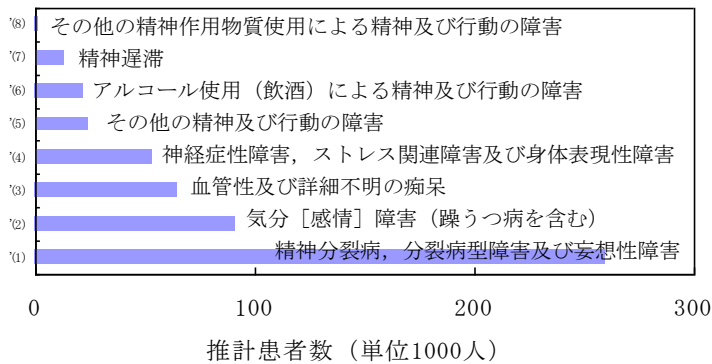 '(8) その他の精神作用物質使用による精神及び行動の障害
'(7) 精神遅滞
'(6) アルコール使用（飲酒）による精神及び行動の障害
'(5) その他の精神及び行動の障害
'(4) 神経症性障害，ストレス関連障害及び身体表現性障害
'(3) 血管性及び詳細不明の痴呆
'(2) 気分［感情］障害（躁うつ病を含む）
'(1) 精神分裂病，分裂病型障害及び妄想性障害
0 100 200 300
推計患者数（単位1000人）